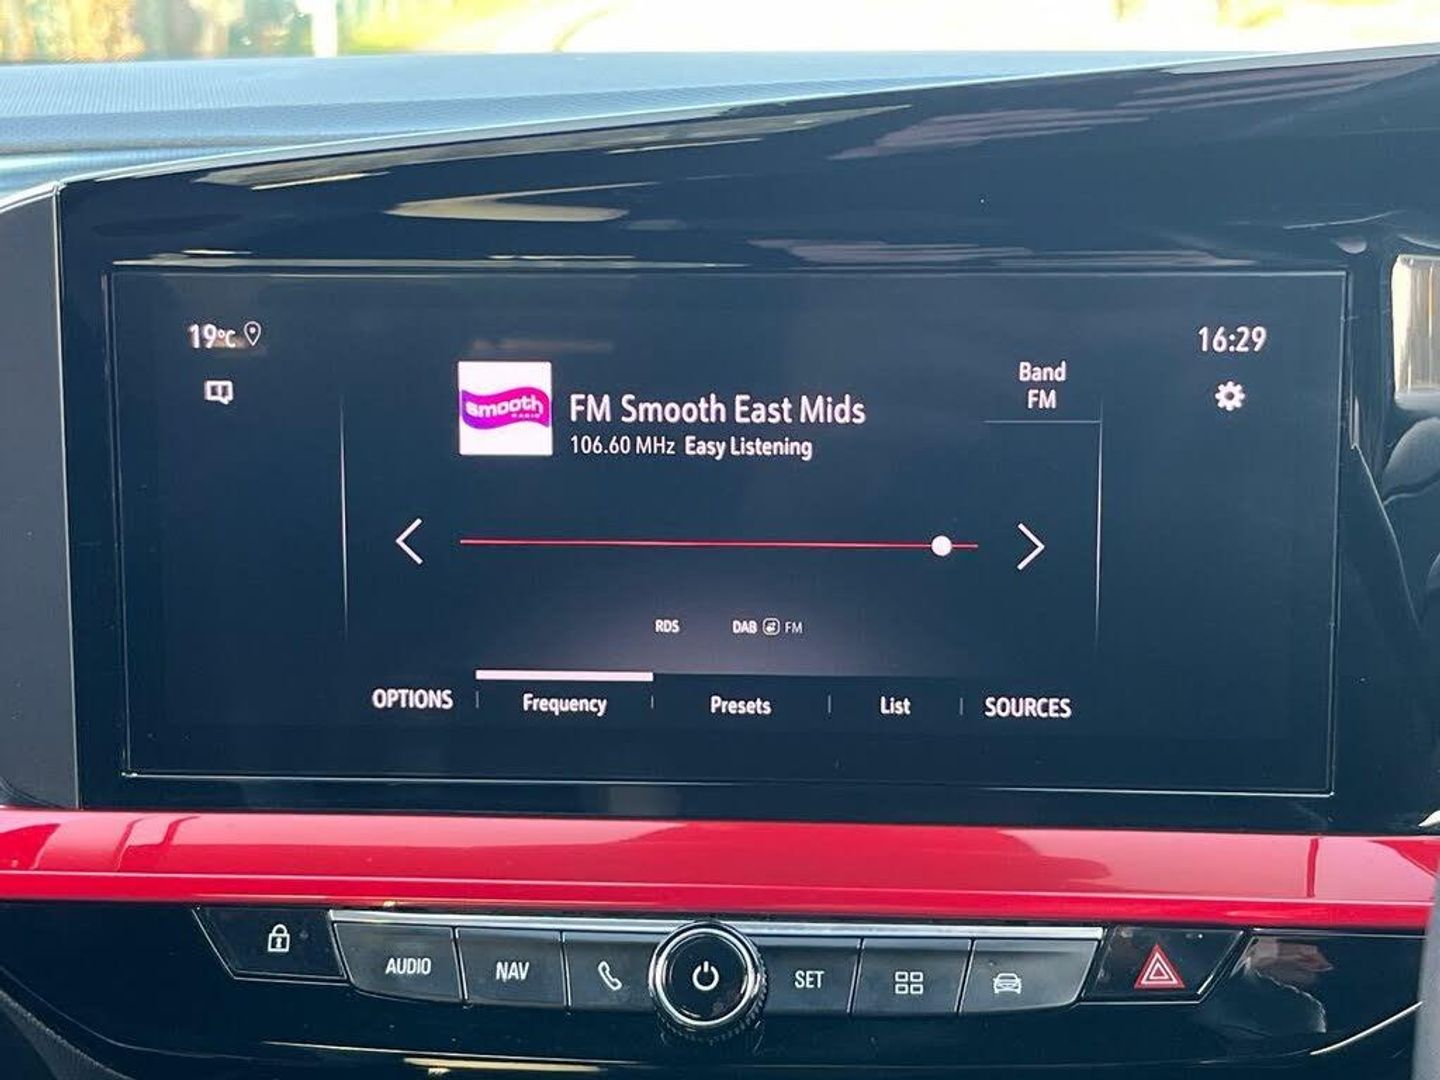 19°C
16:29
Band
FM
smooth
RADIO
FM Smooth East Mids
106.60 MHz Easy Listening
RDS
DAB FM
OPTIONS
Frequency
Presets
List
SOURCES
AUDIO
NAV
SET